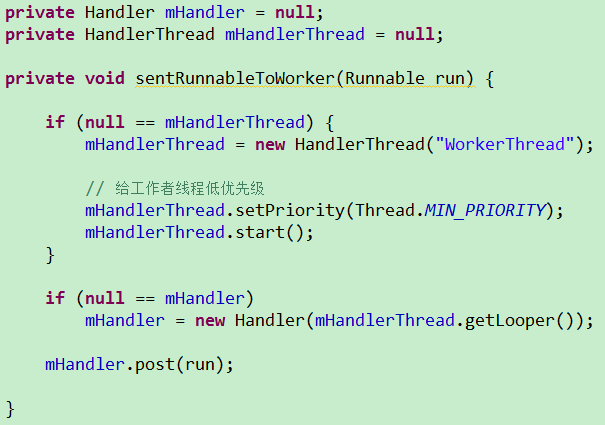 private Handler mHandler = null;
private HandlerThread mHandlerThread = null;
private void sentRunnableToWorker(Runnable run) {
if (null == mHandlerThread) {
mHandlerThread = new HandlerThread("WorkerThread");
// 给工作者线程低优先级
mHandlerThread.setPriority(Thread.MIN_PRIORITY);
mHandlerThread.start();
}
if (null == mHandler)
mHandler = new Handler(mHandlerThread.getLooper());
mHandler.post(run);
}